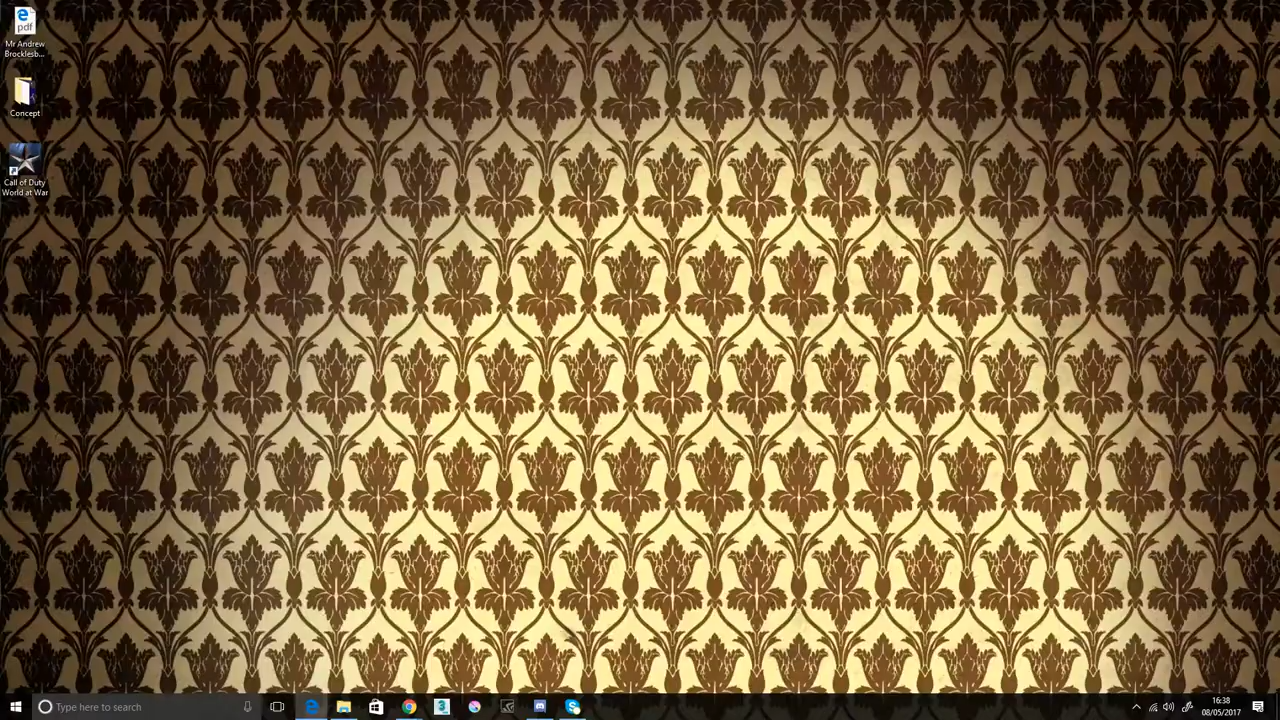 pdf
Mr Andrew
Brocklesb...
Concept
Call of Duty
World at War
Type here to search
16:38
08/05/2017